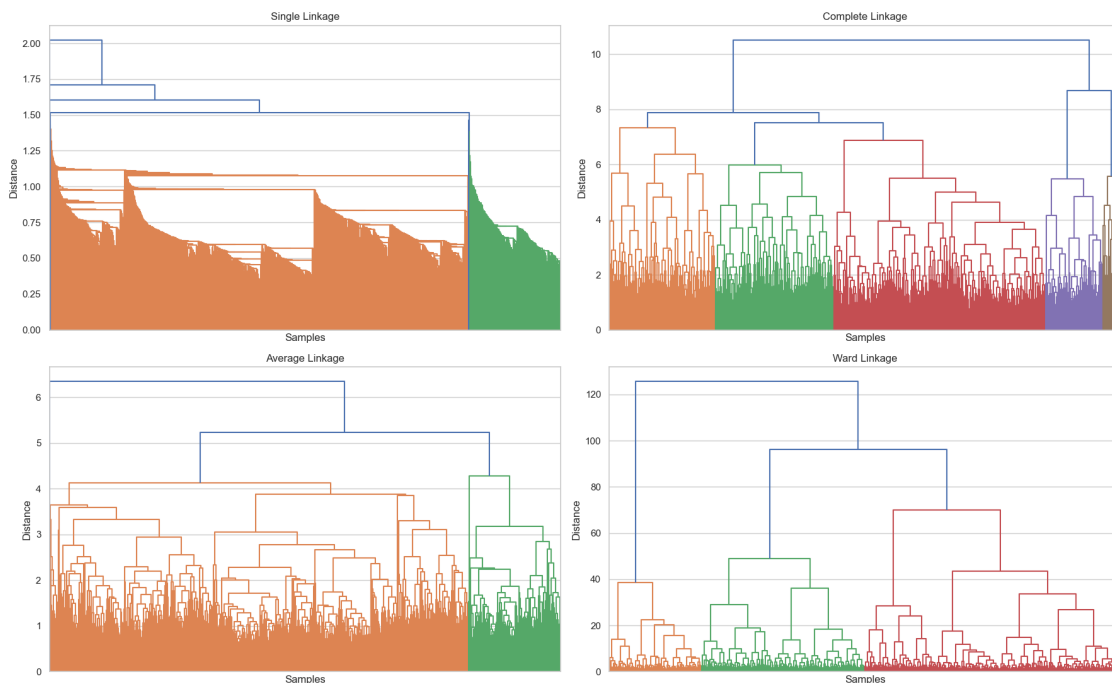 Single Linkage
2.00
1.75
1.50
1.25
1.00
0.75
0.50
0.25
0.00
Distance
Samples
Complete Linkage
10
8
6
4
2
0
Distance
Samples
Average Linkage
6
5
4
3
2
1
0
Distance
Samples
Ward Linkage
120
100
80
60
40
20
0
Distance
Samples